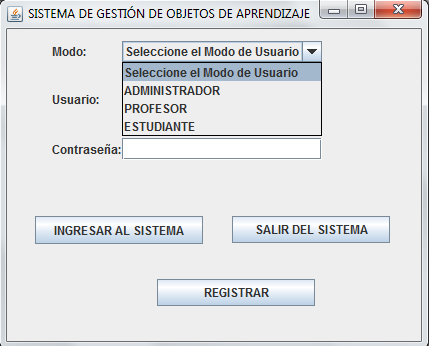 SISTEMA DE GESTIÓN DE OBJETOS DE APRENDIZAJE
Modo: Seleccione el Modo de Usuario
Seleccione el Modo de Usuario
ADMINISTRADOR
Usuario:
PROFESOR
ESTUDIANTE
Contraseña:
INGRESAR AL SISTEMA SALIR DEL SISTEMA
REGISTRAR